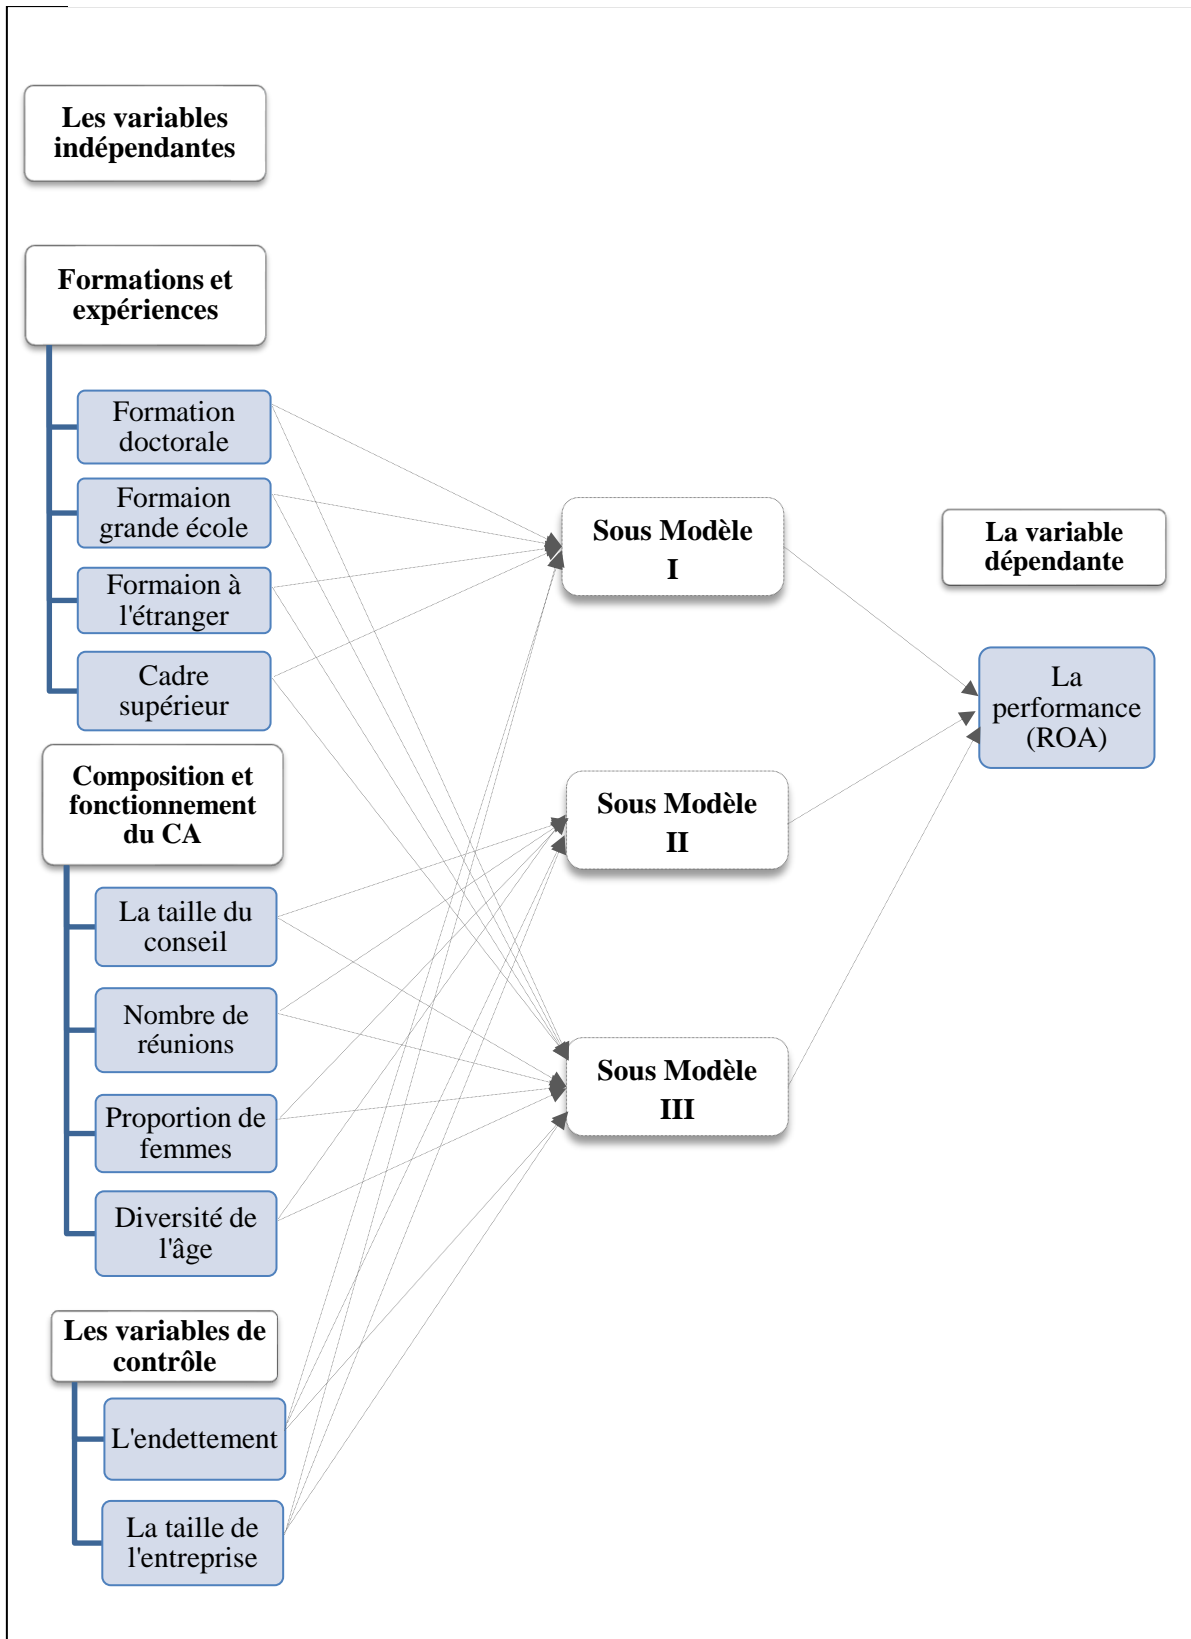 Les variables
indépendantes
Formations et
expériences
Formation
doctorale
Formaion
grande école
Formaion à
l'étranger
Cadre
supérieur
Composition et
fonctionnement
du CA
La taille du
conseil
Nombre de
réunions
Proportion de
femmes
Diversité de
l'âge
Les variables de
contrôle
L'endettement
La taille de
l'entreprise
Sous Modèle
I
Sous Modèle
II
Sous Modèle
III
La variable
dépendante
La
performance
(ROA)